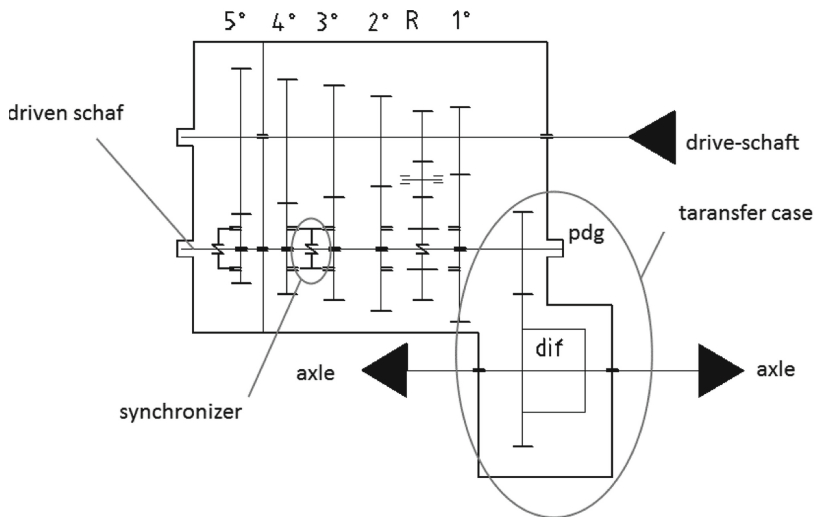 5° 4° 3° 2° R 1°
driven schaf
drive-schaft
taransfer case
pdg
dif
axle
axle
synchronizer